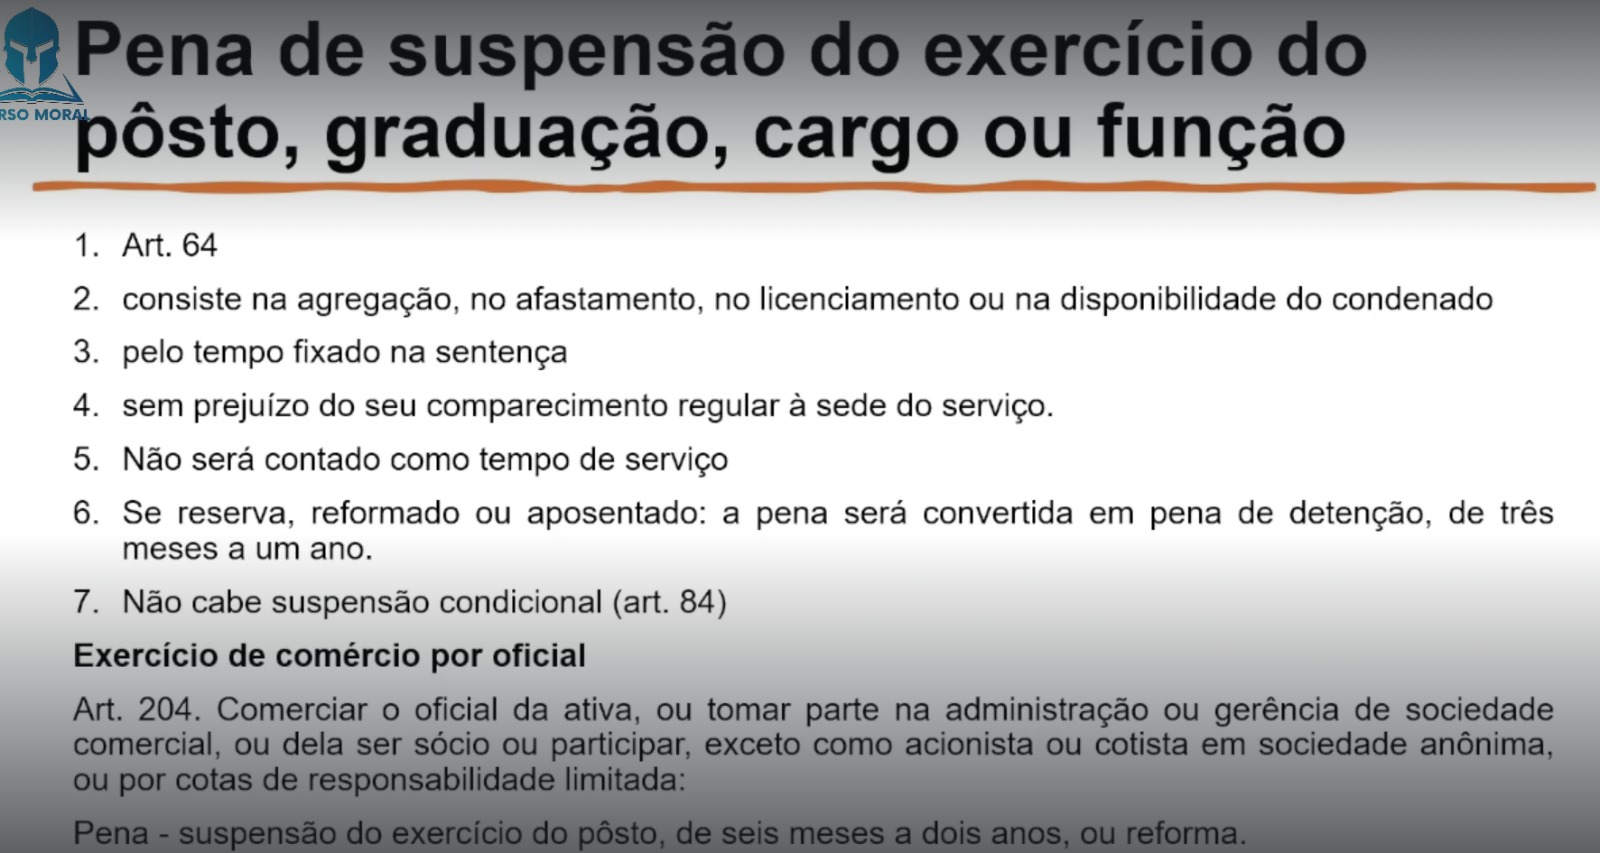 Pena de suspensão do exercício do
pôsto, graduação, cargo ou função
RSO MORAL
1. Art. 64
2. consiste na agregação, no afastamento, no licenciamento ou na disponibilidade do condenado
3. pelo tempo fixado na sentença
4. sem prejuízo do seu comparecimento regular à sede do serviço.
5. Não será contado como tempo de serviço
6. Se reserva, reformado ou aposentado: a pena será convertida em pena de detenção, de três
meses a um ano.
7. Não cabe suspensão condicional (art. 84)
Exercício de comércio por oficial
Art. 204. Comerciar o oficial da ativa, ou tomar parte na administração ou gerência de sociedade
comercial, ou dela ser sócio ou participar, exceto como acionista ou cotista em sociedade anônima,
ou por cotas de responsabilidade limitada:
Pena - suspensão do exercício do pôsto, de seis meses a dois anos, ou reforma.